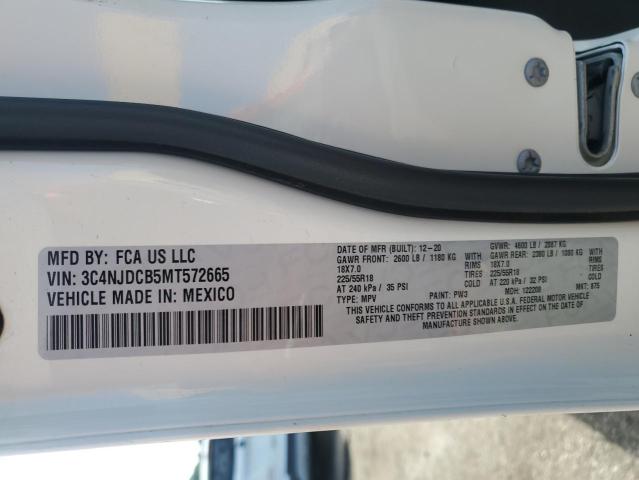 MFD BY: FCA US LLC
VIN: 3C4NJDCB5MT572665
VEHICLE MADE IN: MEXICO
DATE OF MFR (BUILT): 12-20 GVWR: 4600 LB / 2087 KG
GAWR FRONT: 2600 LB / 1180 KG WITH GAWR REAR: 2380 LB / 1080 KG WITH
18X7.0 RIMS 18X7.0 RIMS
225/55R18 TIRES 225/55R18 TIRES
AT 240 kPa / 35 PSI COLD AT 220 kPa / 32 PSI COLD
TYPE: MPV PAINT: PW3 MDH: 122208 MKT: 875
THIS VEHICLE CONFORMS TO ALL APPLICABLE U.S.A. FEDERAL MOTOR VEHICLE
SAFETY AND THEFT PREVENTION STANDARDS IN EFFECT ON THE DATE OF
MANUFACTURE SHOWN ABOVE.